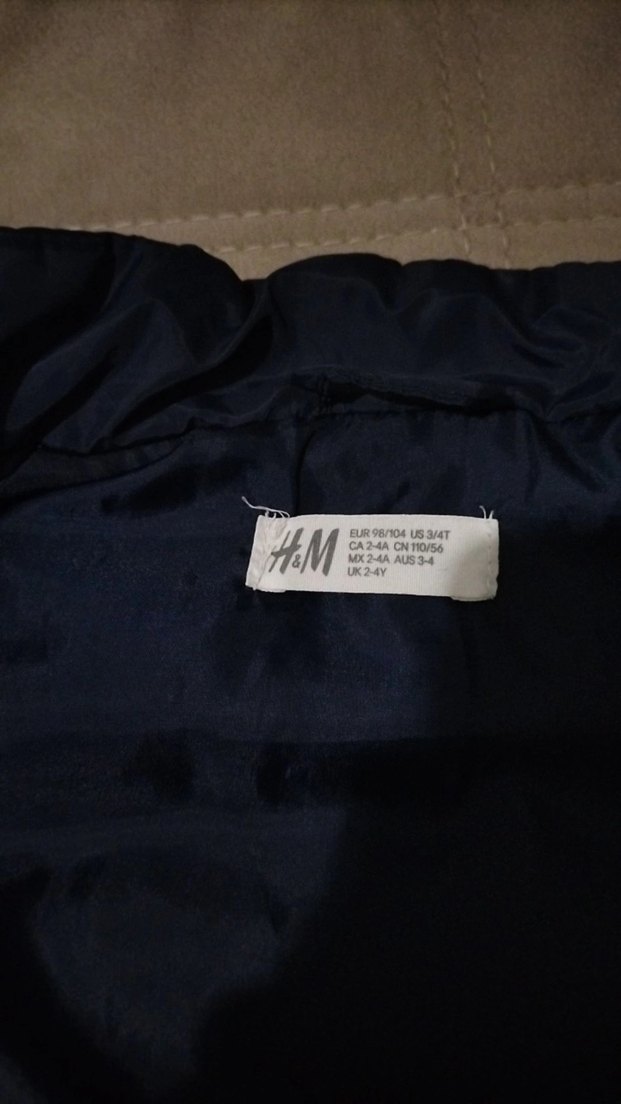 H&M
EUR 98/104 US 3/4T
CA 2-4A CN 110/56
MX 2-4A AUS 3-4
UK 2-4Y